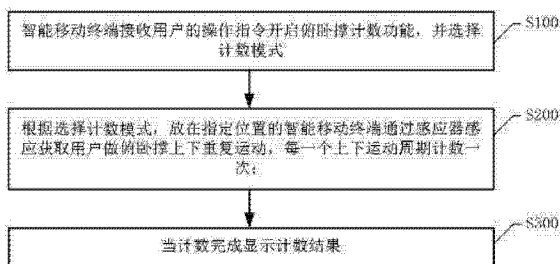 智能移动终端接收用户的操作指令开启俯卧撑计数功能，并选择
计数模式
S100
根据选择计数模式，放在指定位置的智能移动终端通过感应器感
应获取用户做俯卧撑上下重复运动，每一个上下运动周期计数一
次；
S200
当计数完成显示计数结果
S300